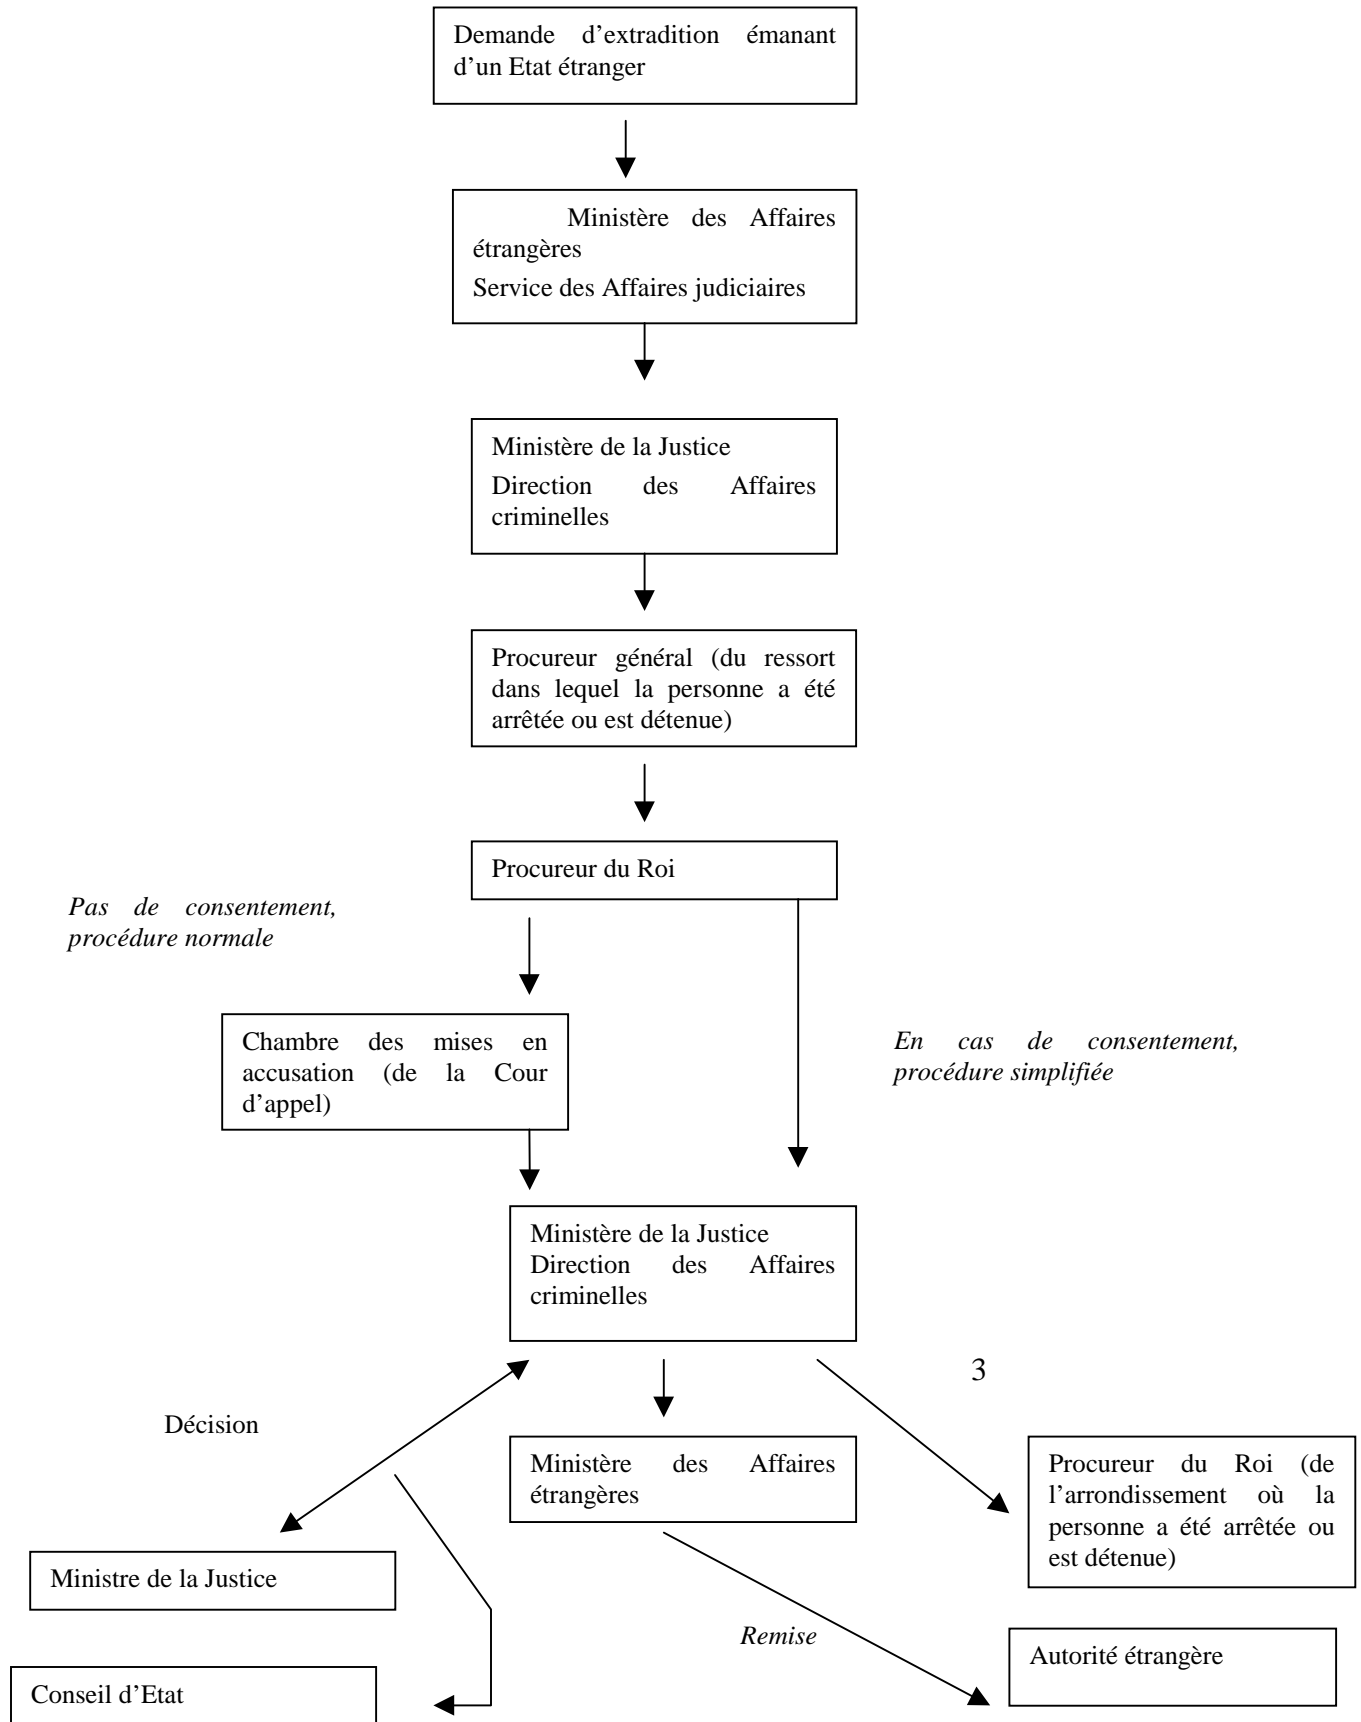 Demande d’extradition émanant
d’un Etat étranger
Ministère des Affaires
étrangères
Service des Affaires judiciaires
Ministère de la Justice
Direction des Affaires
criminelles
Procureur général (du ressort
dans lequel la personne a été
arrêtée ou est détenue)
Procureur du Roi
Pas de consentement,
procédure normale
Chambre des mises en
accusation (de la Cour
d’appel)
En cas de consentement,
procédure simplifiée
Ministère de la Justice
Direction des Affaires
criminelles
3
Décision
Ministère des Affaires
étrangères
Procureur du Roi (de
l’arrondissement où la
personne a été arrêtée ou
est détenue)
Ministre de la Justice
Remise
Autorité étrangère
Conseil d’Etat